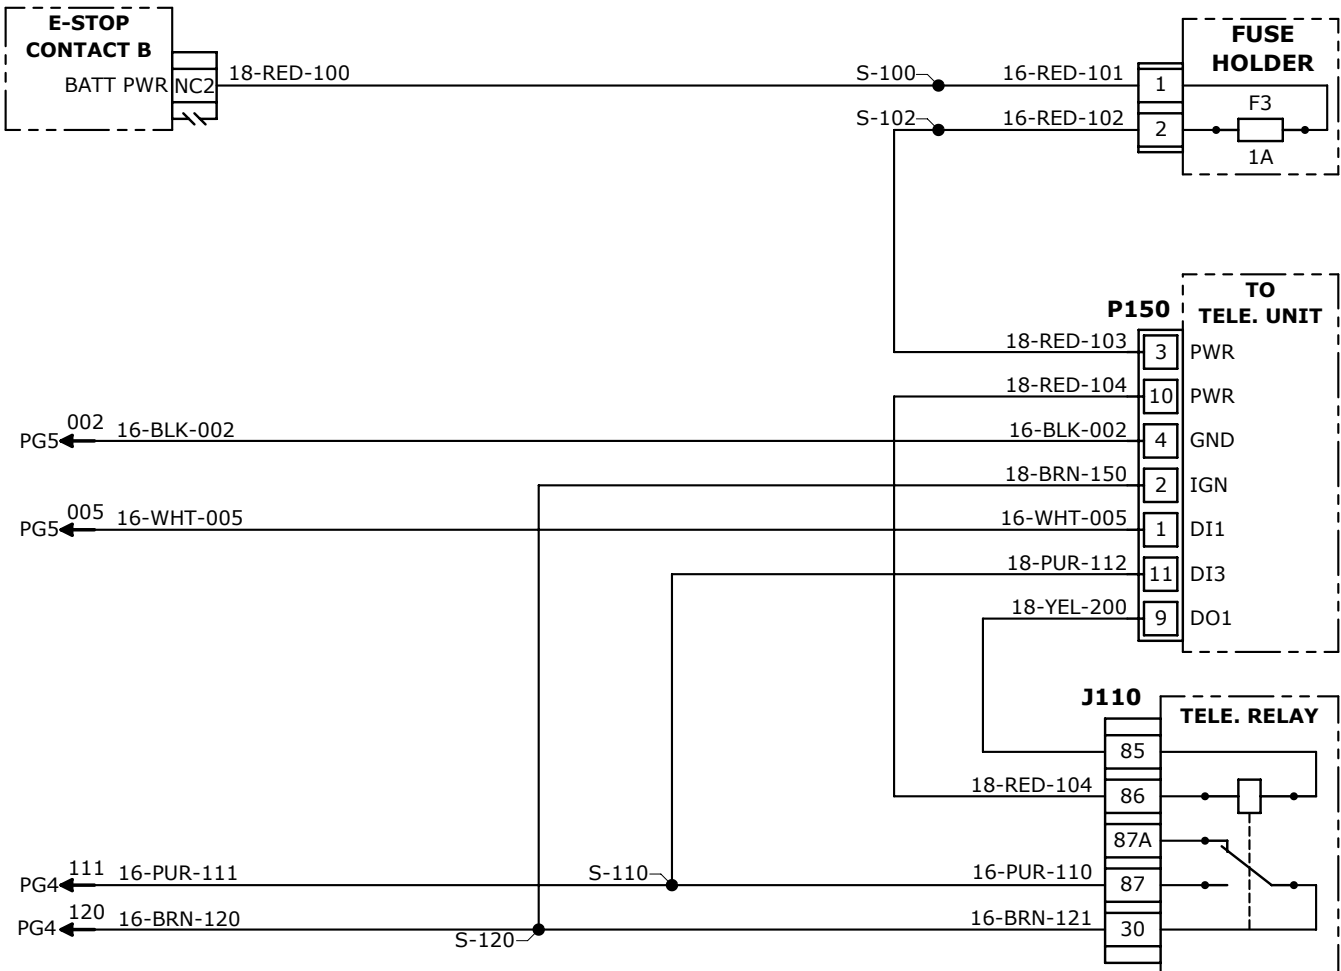 E-STOP
CONTACT B
BATT PWR NC2
18-RED-100
S-100
16-RED-101
1
S-102
16-RED-102
2
FUSE
HOLDER
F3
1A
TO
TELE. UNIT
P150
18-RED-103 3 PWR
18-RED-104 10 PWR
PG5 002 16-BLK-002 16-BLK-002 4 GND
18-BRN-150 2 IGN
PG5 005 16-WHT-005 16-WHT-005 1 DI1
18-PUR-112 11 DI3
18-YEL-200 9 DO1
J110
TELE. RELAY
85
18-RED-104 86
87A
PG4 111 16-PUR-111 S-110 16-PUR-110 87
PG4 120 16-BRN-120 S-120 16-BRN-121 30